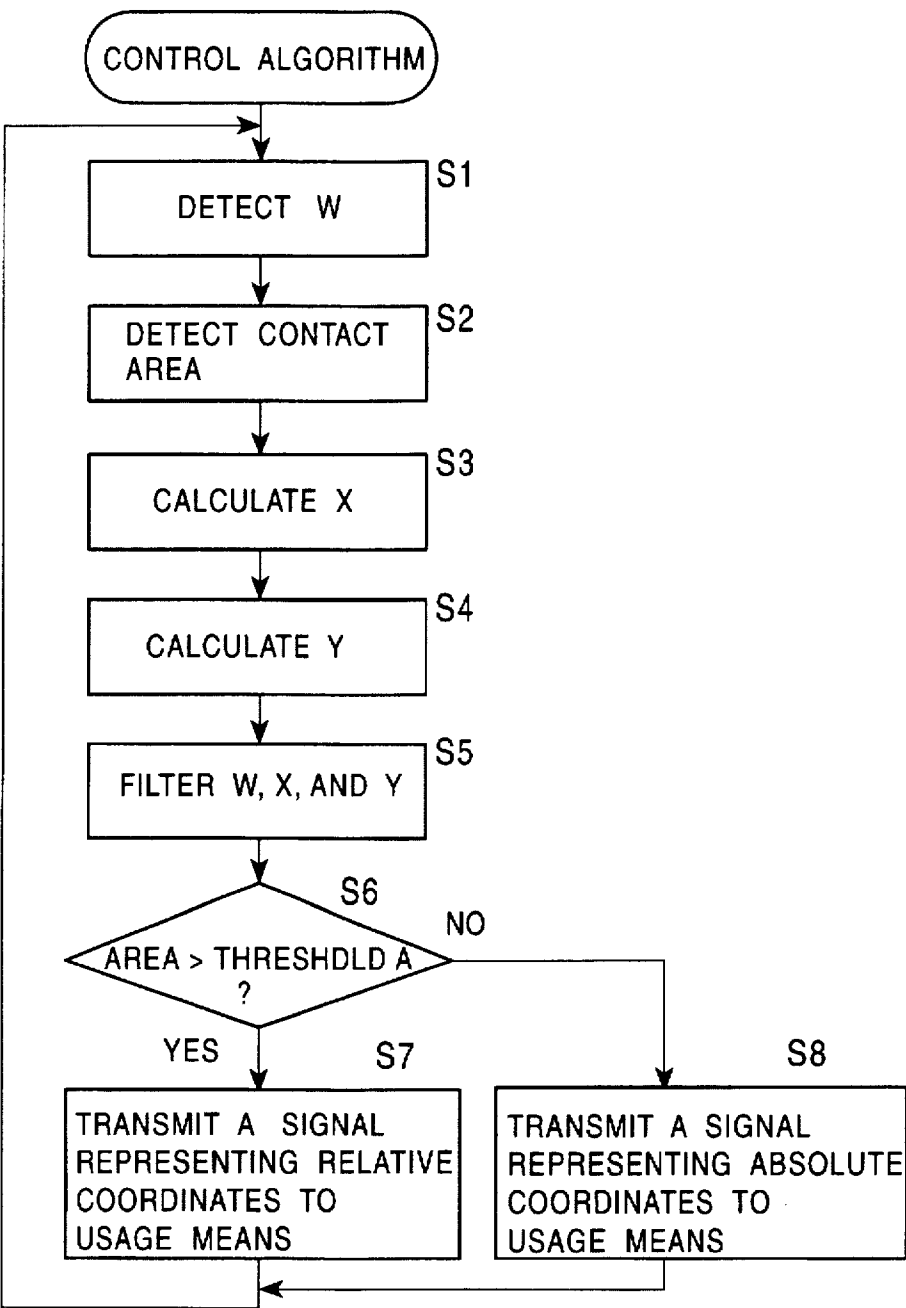 CONTROL ALGORITHM
S1
DETECT W
S2
DETECT CONTACT
AREA
S3
CALCULATE X
S4
CALCULATE Y
S5
FILTER W, X, AND Y
S6
NO
AREA > THRESHDLD A
?
YES
S7
S8
TRANSMIT A SIGNAL
REPRESENTING RELATIVE
COORDINATES TO
USAGE MEANS
TRANSMIT A SIGNAL
REPRESENTING ABSOLUTE
COORDINATES TO
USAGE MEANS